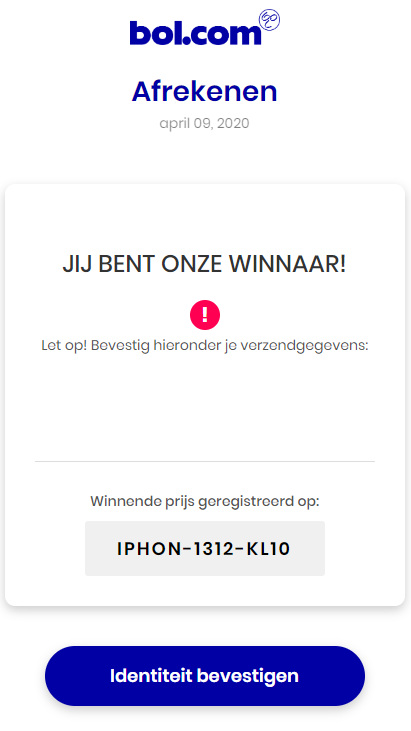 bol.com
Afrekenen
april 09, 2020
JIJ BENT ONZE WINNAAR!
!
Let op! Bevestig hieronder je verzendgegevens:
Winnende prijs geregistreerd op:
IPHON-1312-KL10
Identiteit bevestigen